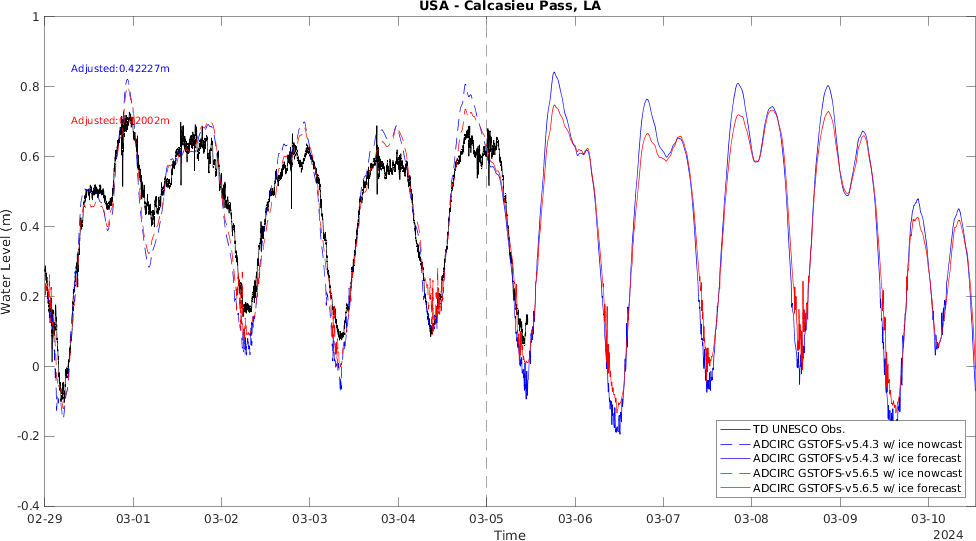 USA - Calcasieu Pass, LA
1
0.8
0.6
0.4
0.2
0
-0.2
-0.4
Water Level (m)
Adjusted:0.42227m
TD UNESCO Obs.
ADCIRC GSTOFS-v5.4.3 w/ ice nowcast
ADCIRC GSTOFS-v5.4.3 w/ ice forecast
ADCIRC GSTOFS-v5.6.5 w/ ice nowcast
ADCIRC GSTOFS-v5.6.5 w/ ice forecast
02-29 03-01 03-02 03-03 03-04 03-05 03-06 03-07 03-08 03-09 03-10
Time
2024